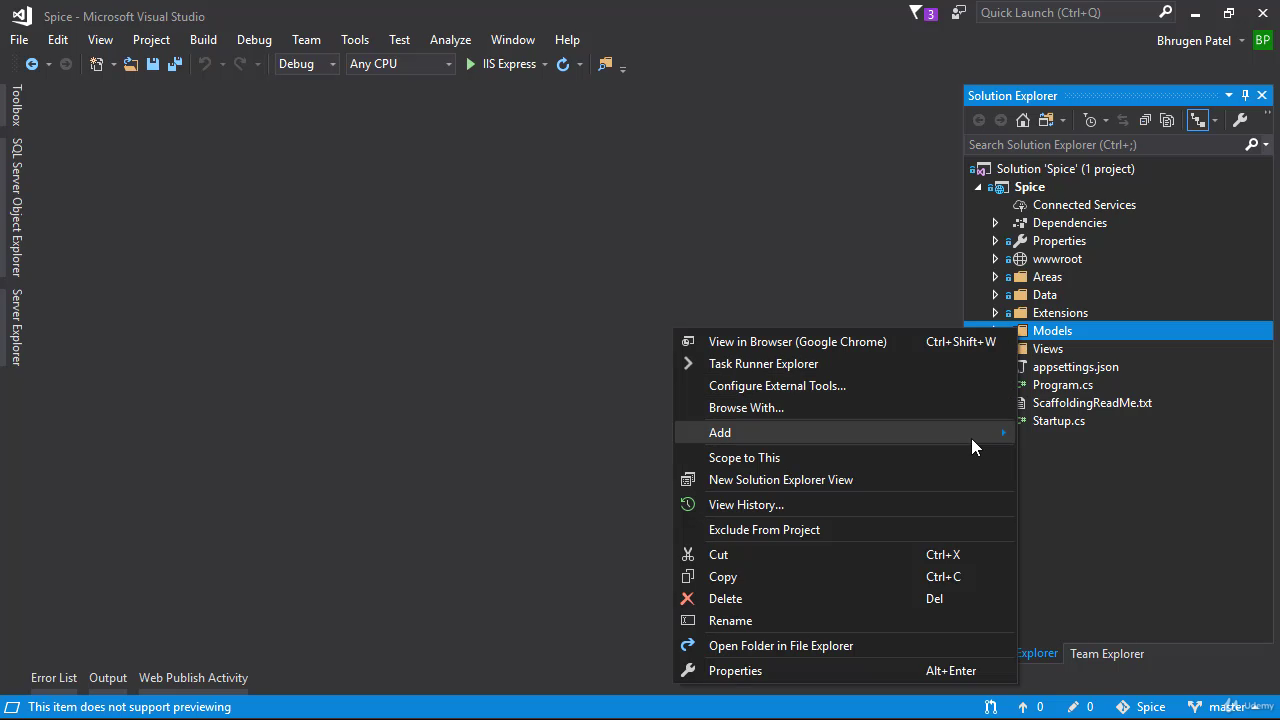 Spice - Microsoft Visual Studio
3
Quick Launch (Ctrl+Q)
File Edit View Project Build Debug Team Tools Test Analyze Window Help
Bhrugen Patel BP
Debug Any CPU IIS Express
Toolbox
SQL Server Object Explorer
Server Explorer
Solution Explorer
Search Solution Explorer (Ctrl+;)
Solution 'Spice' (1 project)
Spice
Connected Services
Dependencies
Properties
wwwroot
Areas
Data
Extensions
Models
Views
appsettings.json
Program.cs
ScaffoldingReadMe.txt
Startup.cs
View in Browser (Google Chrome) Ctrl+Shift+W
Task Runner Explorer
Configure External Tools...
Browse With...
Add
Scope to This
New Solution Explorer View
View History...
Exclude From Project
Cut Ctrl+X
Copy Ctrl+C
Delete Del
Rename
Open Folder in File Explorer
Properties Alt+Enter
Explorer Team Explorer
Error List Output Web Publish Activity
This item does not support previewing
0 0 Spice master
Udemy